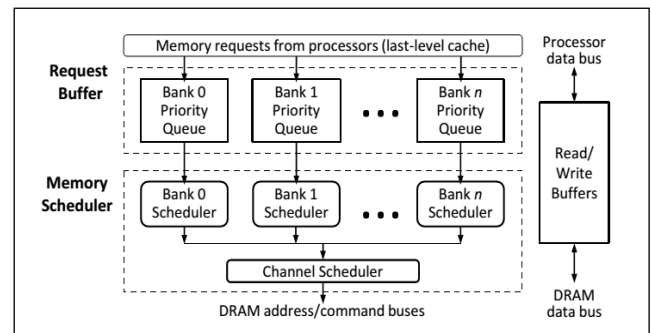 Memory requests from processors (last-level cache)
Processor
data bus
Request
Buffer
Bank 0
Priority
Queue
Bank 1
Priority
Queue
Bank n
Priority
Queue
Read/
Write
Buffers
Memory
Scheduler
Bank 0
Scheduler
Bank 1
Scheduler
Bank n
Scheduler
Channel Scheduler
DRAM address/command buses
DRAM
data bus